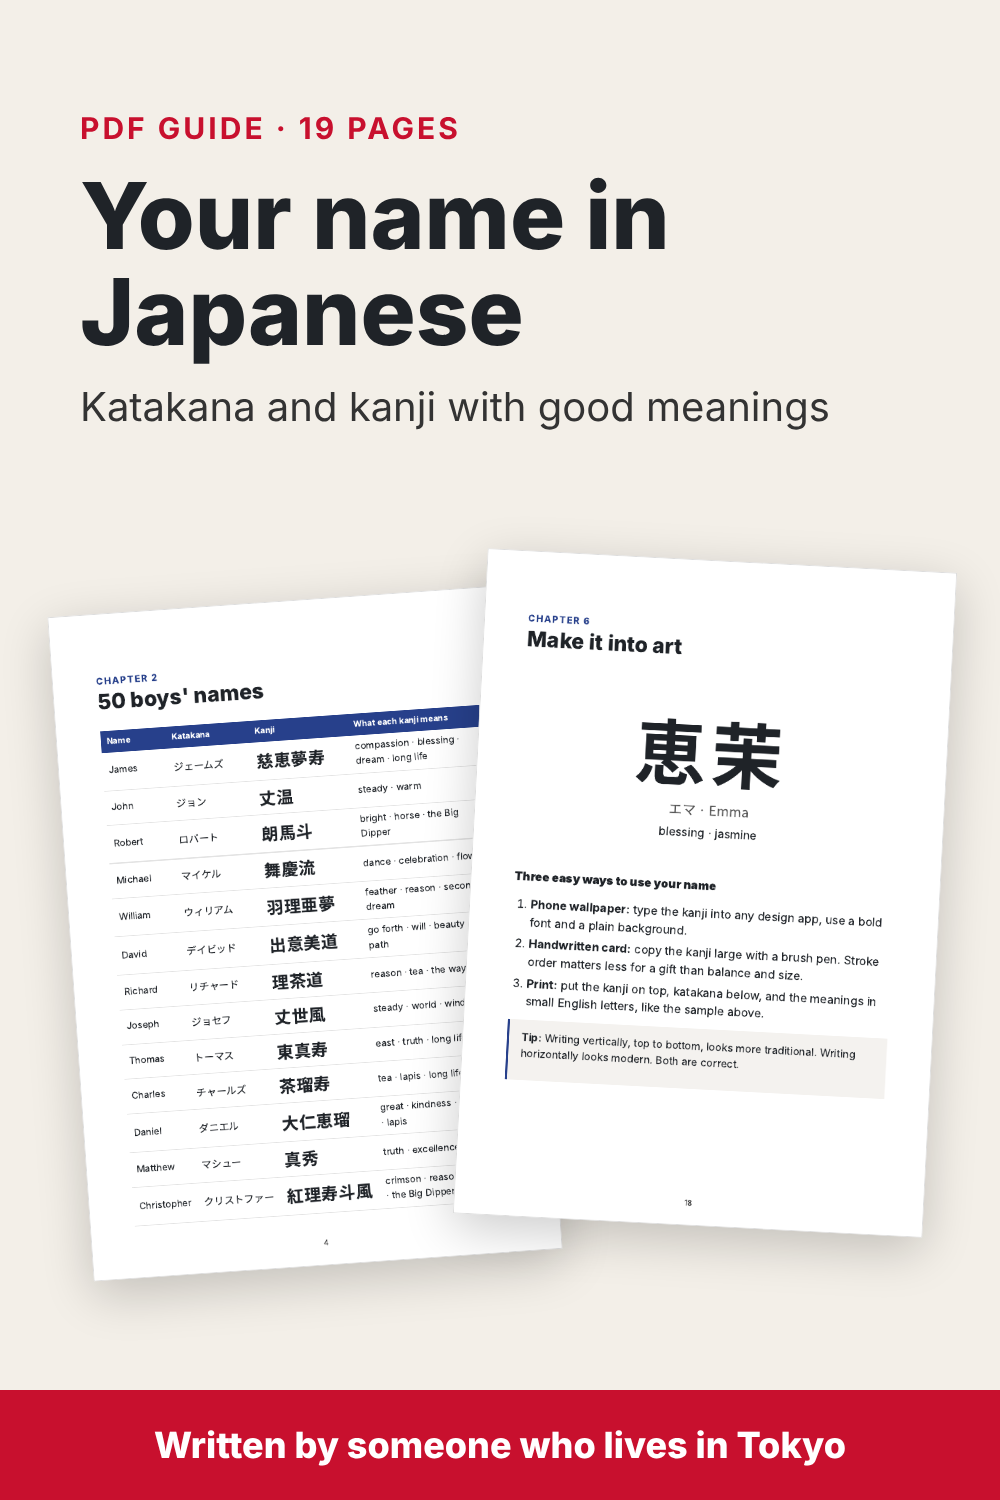 PDF GUIDE · 19 PAGES
Your name in
Japanese
Katakana and kanji with good meanings
CHAPTER 2
50 boys' names
Name Katakana Kanji What each kanji means
James ジェームズ 慈恵夢寿 compassion · blessing ·
dream · long life
John ジョン 丈温 steady · warm
Robert ロバート 朗馬斗 bright · horse · the Big
Dipper
Michael マイケル 舞慶流 dance · celebration ·
William ウィリアム 羽理亜夢 feather · reason ·
dream
David デイビッド 出意美道 go forth · will · beauty
path
Richard リチャード 理茶道 reason · tea · the way
Joseph ジョセフ 丈世風 steady · world ·
Thomas トーマス 東真寿 east · truth · long
Charles チャールズ 茶瑠寿 tea · lapis · long
Daniel ダニエル 大仁恵瑠 great · kindness ·
· lapis
Matthew マシュー 真秀 truth ·
Christopher クリストファー 紅理寿斗風 crimson ·
· the Big Dipper
4
CHAPTER 6
Make it into art
恵茉
エマ · Emma
blessing · jasmine
Three easy ways to use your name
1. Phone wallpaper: type the kanji into any design app, use a bold
font and a plain background.
2. Handwritten card: copy the kanji large with a brush pen. Stroke
order matters less for a gift than balance and size.
3. Print: put the kanji on top, katakana below, and the meanings in
small English letters, like the sample above.
Tip: Writing vertically, top to bottom, looks more traditional. Writing
horizontally looks modern. Both are correct.
18
Written by someone who lives in Tokyo